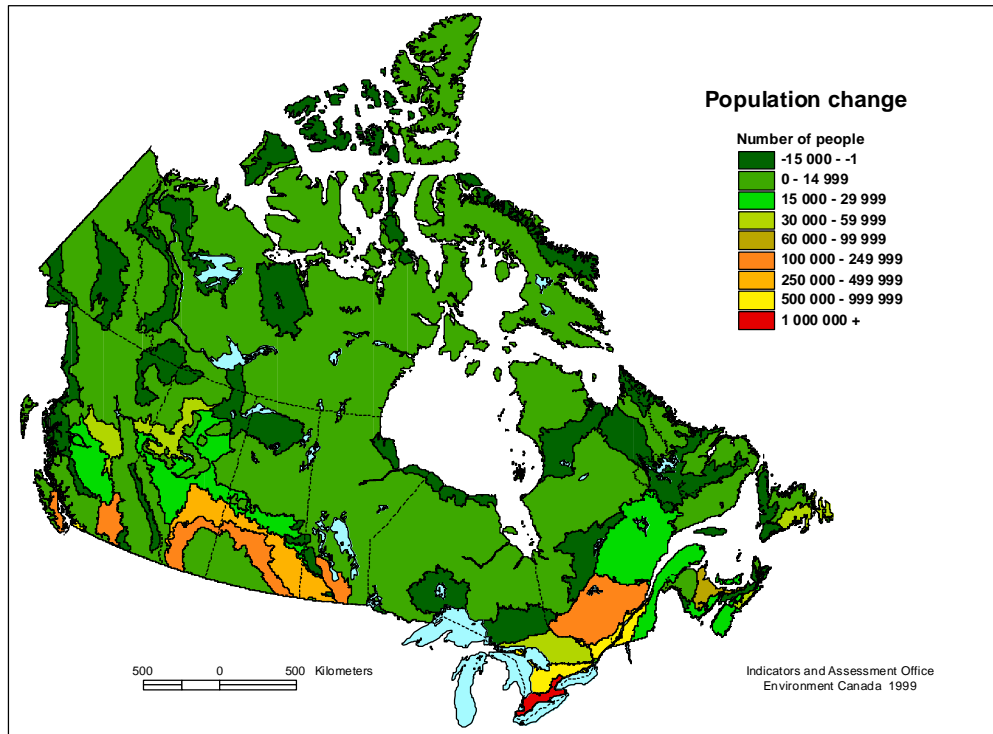 Population change
Number of people
-15 000 - -1
0 - 14 999
15 000 - 29 999
30 000 - 59 999
60 000 - 99 999
100 000 - 249 999
250 000 - 499 999
500 000 - 999 999
1 000 000 +
500 0 500 Kilometers
Indicators and Assessment Office
Environment Canada 1999